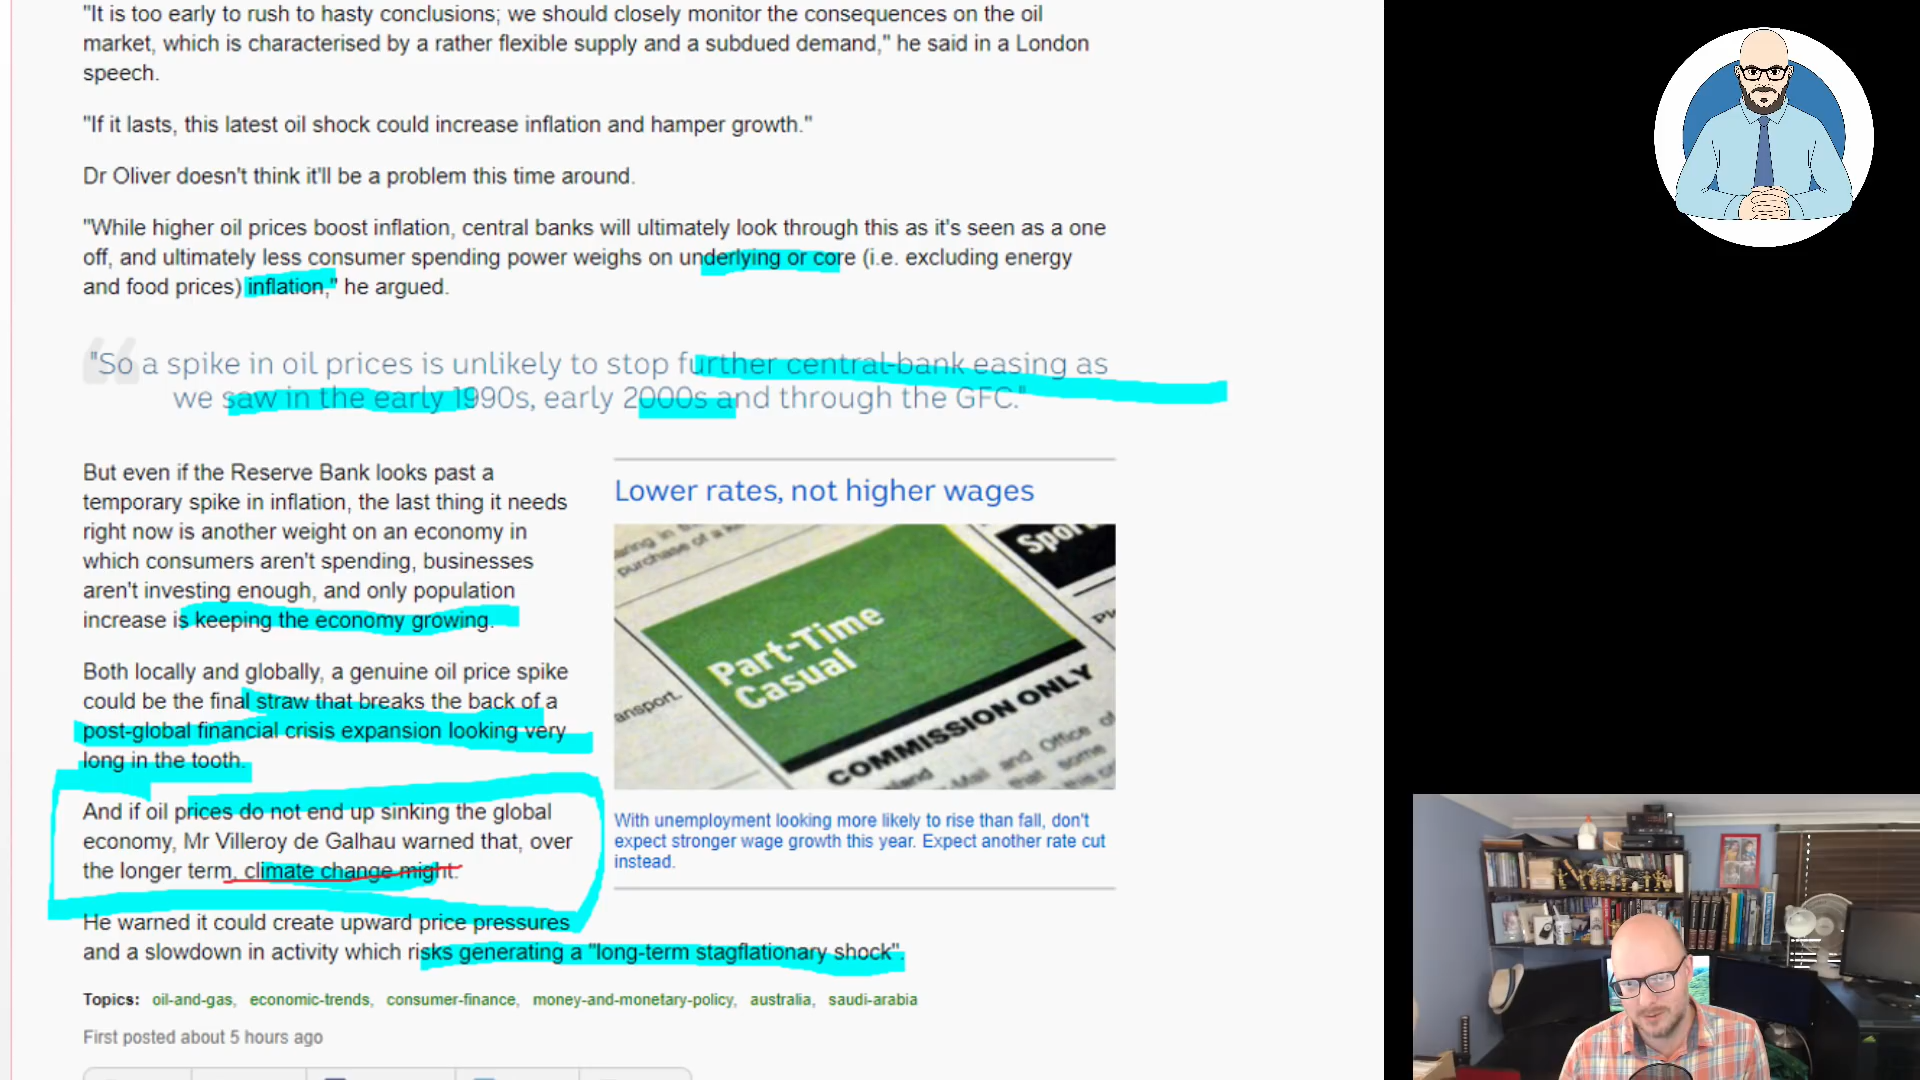 "It is too early to rush to hasty conclusions; we should closely monitor the consequences on the oil
market, which is characterised by a rather flexible supply and a subdued demand," he said in a London
speech.
"If it lasts, this latest oil shock could increase inflation and hamper growth."
Dr Oliver doesn't think it'll be a problem this time around.
"While higher oil prices boost inflation, central banks will ultimately look through this as it's seen as a one
off, and ultimately less consumer spending power weighs on underlying or core (i.e. excluding energy
and food prices) inflation," he argued.
"So a spike in oil prices is unlikely to stop further central-bank easing as
we saw in the early 1990s, early 2000s and through the GFC."
But even if the Reserve Bank looks past a
temporary spike in inflation, the last thing it needs
right now is another weight on an economy in
which consumers aren't spending, businesses
aren't investing enough, and only population
increase is keeping the economy growing.
Both locally and globally, a genuine oil price spike
could be the final straw that breaks the back of a
post-global financial crisis expansion looking very
long in the tooth.
And if oil prices do not end up sinking the global
economy, Mr Villeroy de Galhau warned that, over
the longer term, climate change might.
He warned it could create upward price pressures
and a slowdown in activity which risks generating a "long-term stagflationary shock".
Lower rates, not higher wages
purchase of a
Part-Time
Casual
ansport.
COMMISSION ONLY
and Office
With unemployment looking more likely to rise than fall, don't
expect stronger wage growth this year. Expect another rate cut
instead.
Topics: oil-and-gas, economic-trends, consumer-finance, money-and-monetary-policy, australia, saudi-arabia
First posted about 5 hours ago